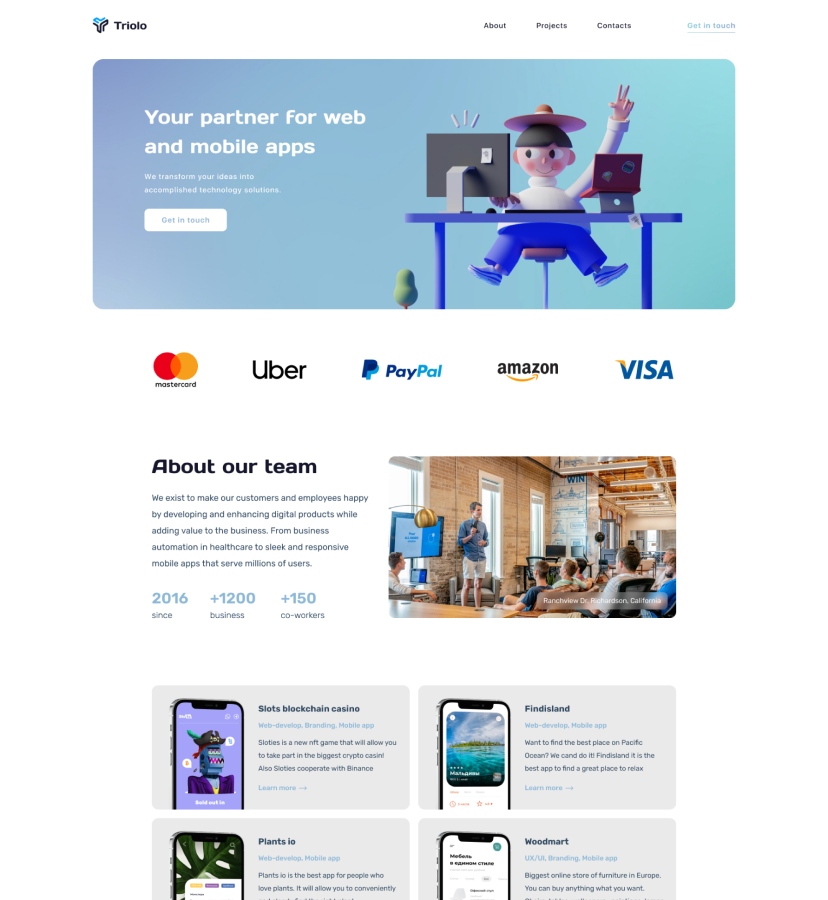 Triolo
About
Projects
Contacts
Get in touch
Your partner for web
and mobile apps
We transform your ideas into
accomplished technology solutions.
Get in touch
mastercard
Uber
PayPal
amazon
VISA
About our team
We exist to make our customers and employees happy
by developing and enhancing digital products while
adding value to the business. From business
automation in healthcare to sleek and responsive
mobile apps that serve millions of users.
2016
since
+1200
business
+150
co-workers
WIN
Ranchview Dr. Richardson, California
Slots blockchain casino
Web-develop, Branding, Mobile app
Sloties is a new nft game that will allow you
to take part in the biggest crypto casin!
Also Sloties cooperate with Binance
Learn more →
Sold out in
Findisland
Web-develop, Mobile app
Want to find the best place on Pacific
Ocean? We cand do it! Findisland it is the
best app to find a great place to relax
Learn more →
Мальдивы
Plants io
Web-develop, Mobile app
Plants io is the best app for people who
love plants. It will allow you to conveniently
Woodmart
UX/UI, Branding, Mobile app
Biggest online store of furniture in Europe.
You can buy anything what you want.
Мебель
в едином стиле